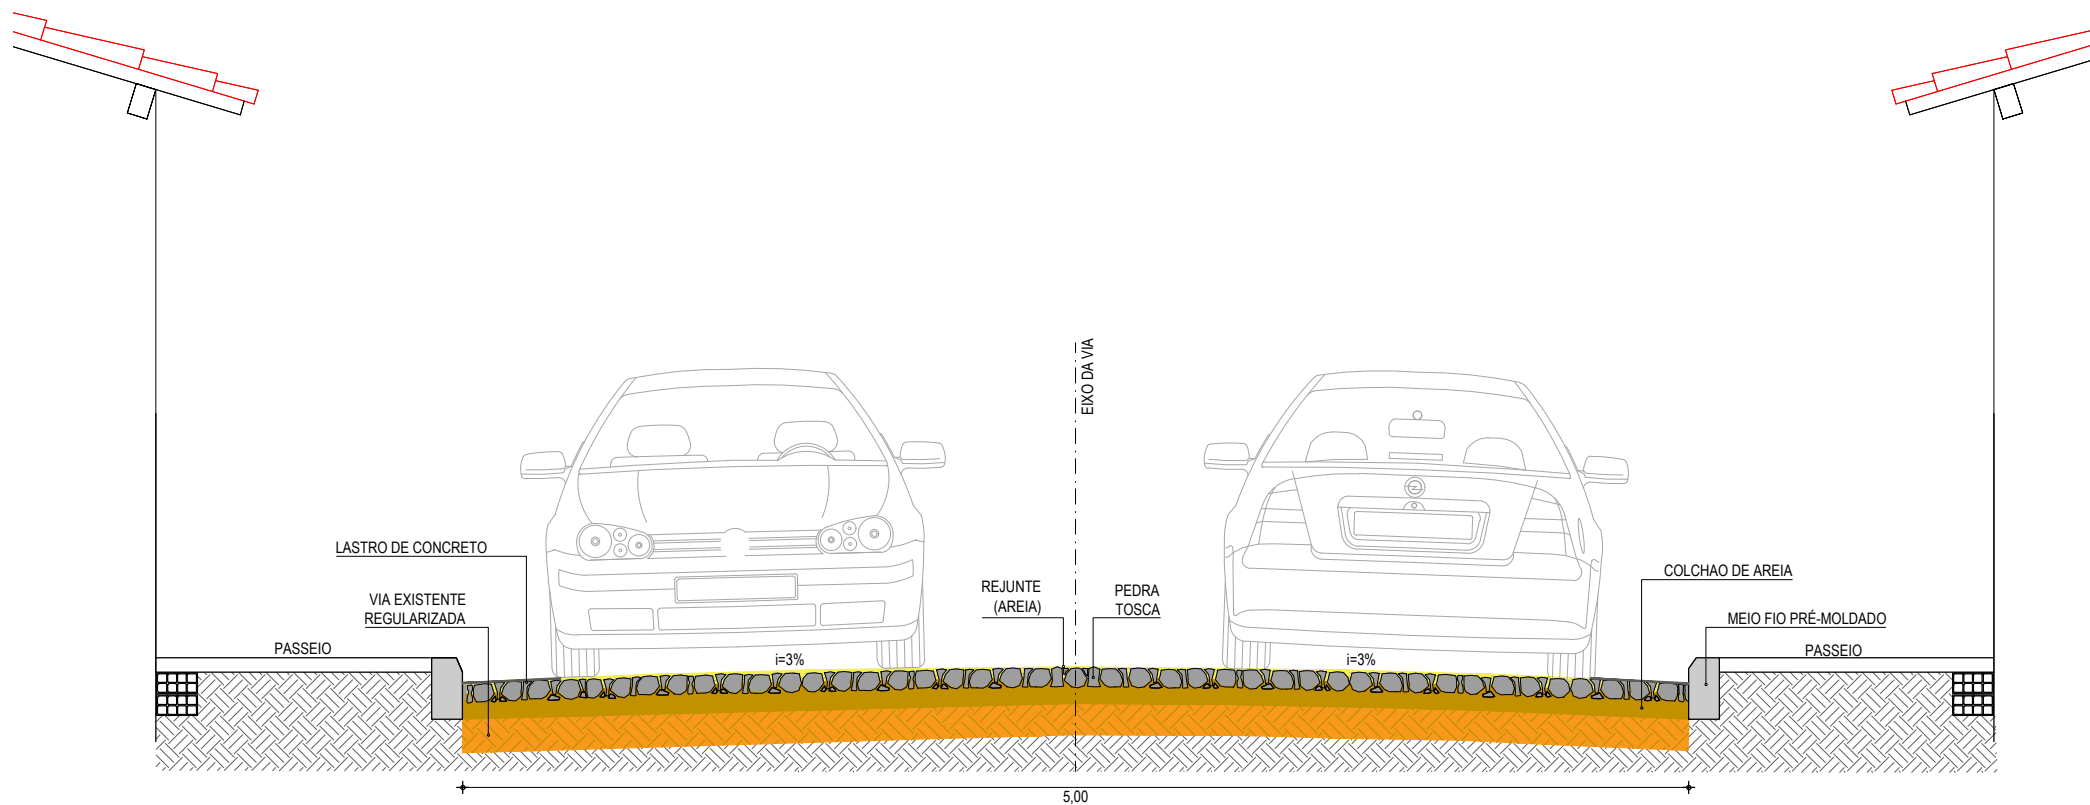 EIXO DA VIA
LASTRO DE CONCRETO
COLCHAO DE AREIA
VIA EXISTENTE
REGULARIZADA
REJUNTE
(AREIA)
PEDRA
TOSCA
MEIO FIO PRÉ-MOLDADO
PASSEIO
i=3%
i=3%
PASSEIO
5,00